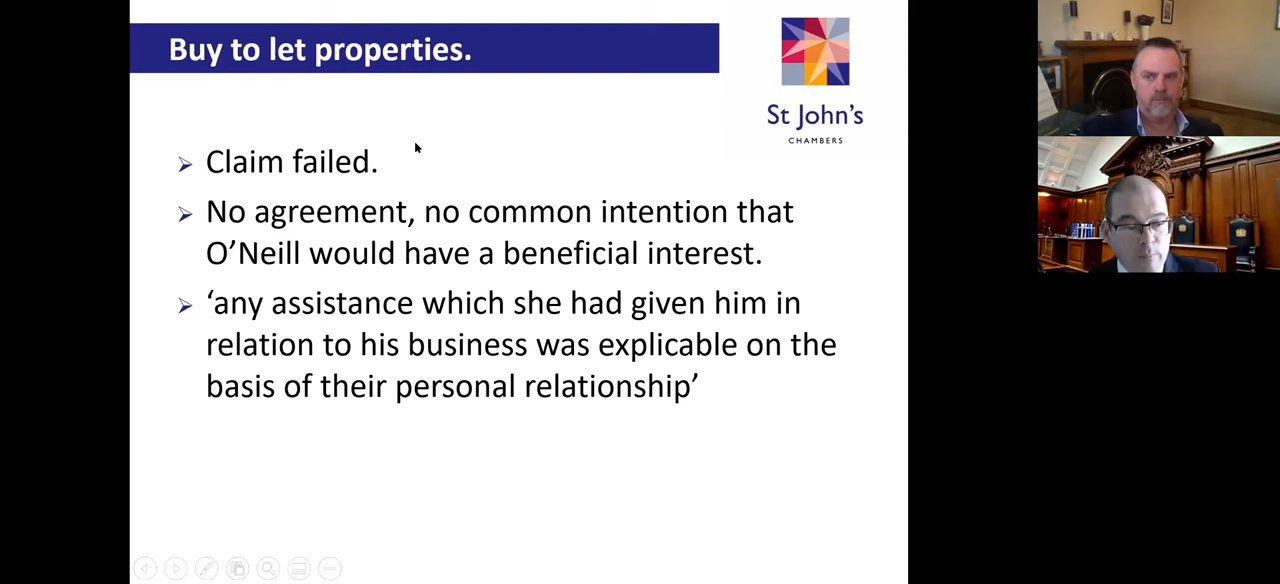 Buy to let properties.
St John’s
CHAMBERS
➢ Claim failed.
➢ No agreement, no common intention that
O’Neill would have a beneficial interest.
➢ ‘any assistance which she had given him in
relation to his business was explicable on the
basis of their personal relationship’